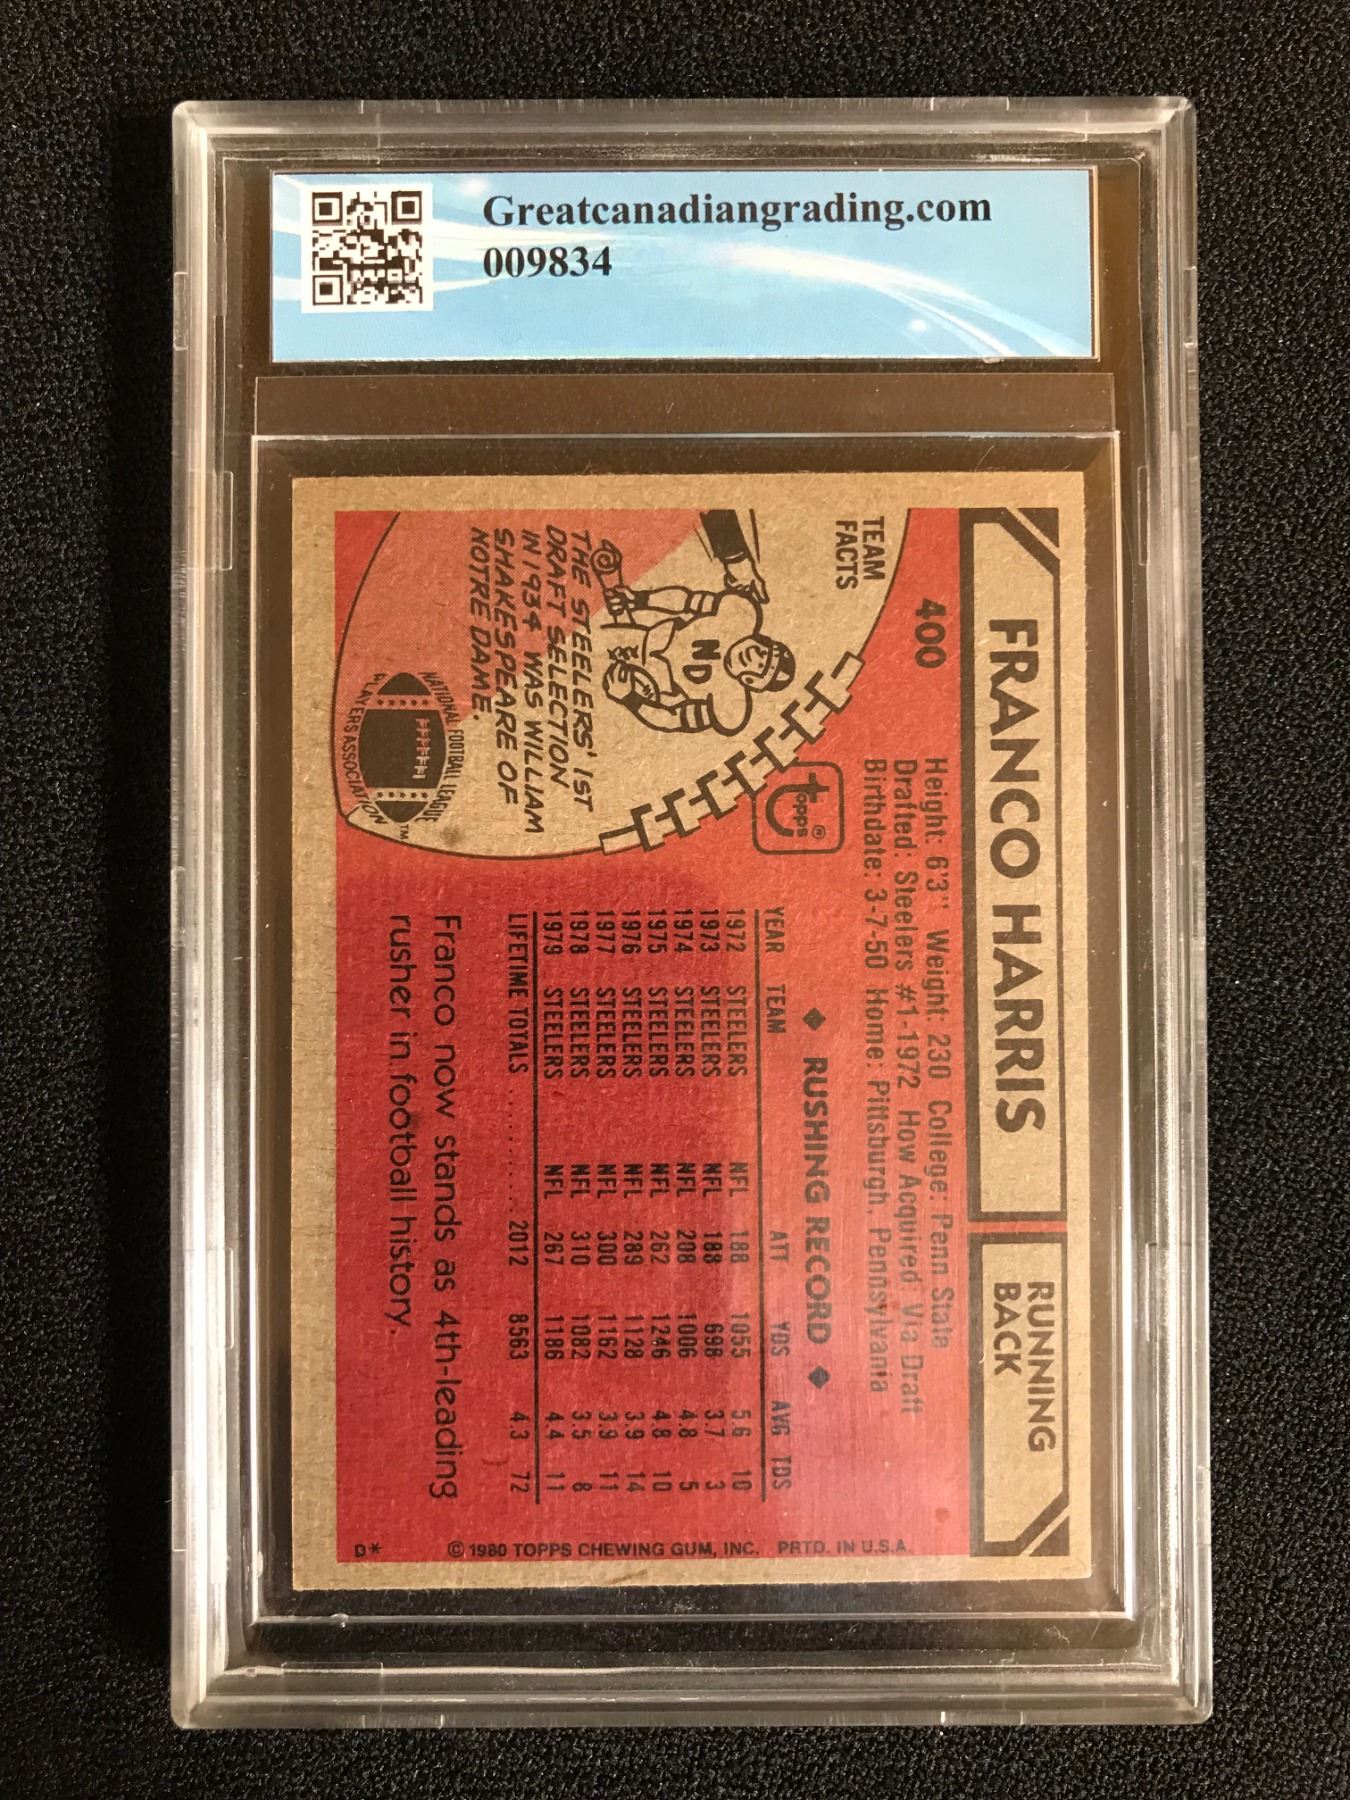 Greatcanadiangrading.com
009834
FRANCO HARRIS
RUNNING
BACK
400
Height: 6'3" Weight: 230 College: Penn State
Drafted: Steelers #1-1972 How Acquired: Via Draft
Birthdate: 3-7-50 Home: Pittsburgh, Pennsylvania
TEAM
FACTS
ND
THE STEELERS' 1ST
DRAFT SELECTION
IN 1934 WAS WILLIAM
SHAKESPEARE OF
NOTRE DAME.
NATIONAL FOOTBALL LEAGUE
PLAYERS ASSOCIATION
TM
Topps®
◆ RUSHING RECORD ◆
YEAR TEAM ATT YDS AVG TDS
1972 STEELERS NFL 188 1055 5.6 10
1973 STEELERS NFL 188 698 3.7 3
1974 STEELERS NFL 208 1006 4.8 5
1975 STEELERS NFL 262 1246 4.8 10
1976 STEELERS NFL 289 1128 3.9 14
1977 STEELERS NFL 300 1162 3.9 11
1978 STEELERS NFL 310 1082 3.5 8
1979 STEELERS NFL 267 1186 4.4 11
LIFETIME TOTALS .......... 2012 8563 4.3 72
Franco now stands as 4th-leading
rusher in football history.
D* © 1980 TOPPS CHEWING GUM, INC. PRTD. IN U.S.A.